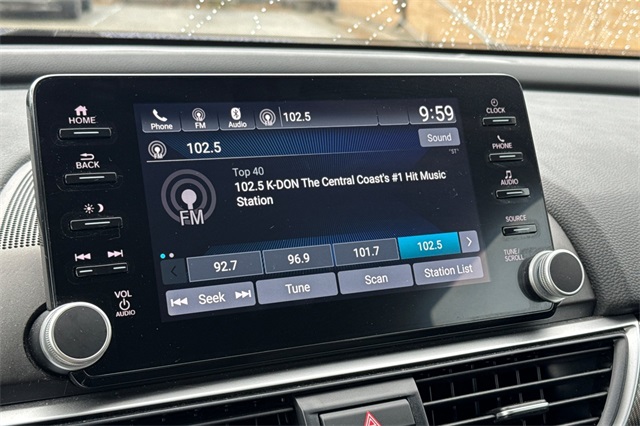 HOME
BACK
VOL
AUDIO
Phone
FM
Audio
102.5
9:59
102.5
Sound
"ST"
FM
Top 40
102.5 K-DON The Central Coast's #1 Hit Music
Station
92.7
96.9
101.7
102.5
Seek
Tune
Scan
Station List
CLOCK
PHONE
AUDIO
SOURCE
TUNE/
SCROLL